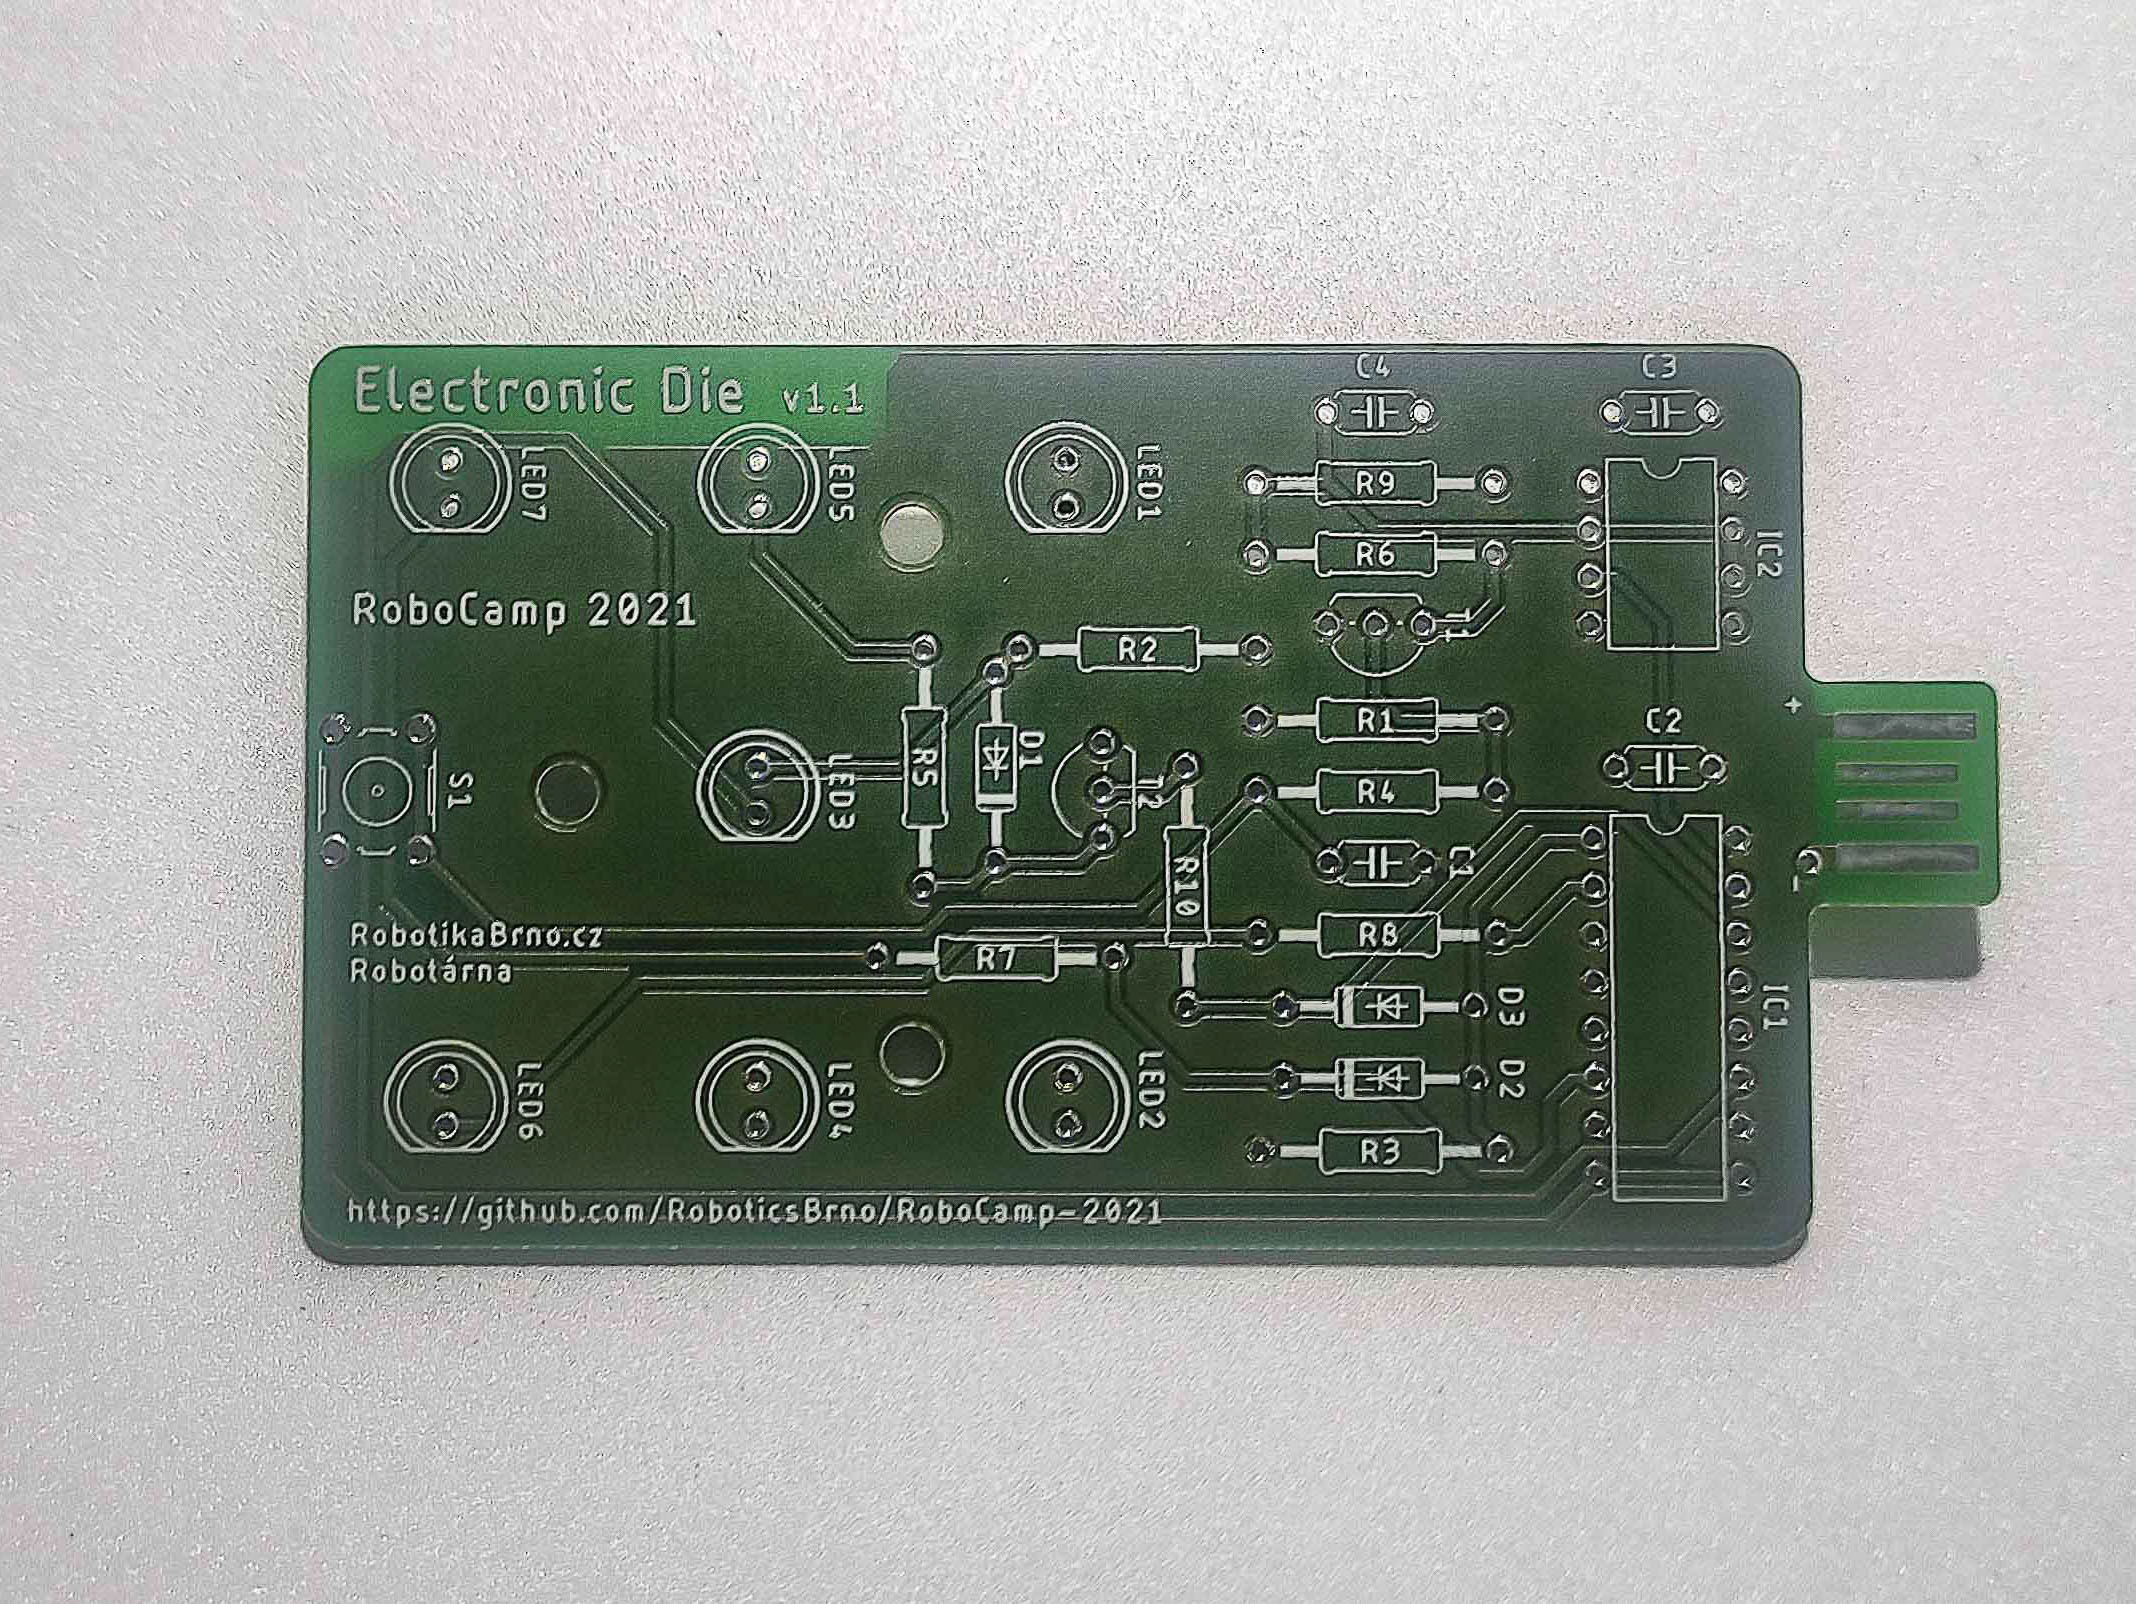 Electronic Die v1.1
C4
C3
LED7
LED5
LED1
R9
R6
IC2
RoboCamp 2021
T1
R2
R1
C2
+
S1
LED3
R5
D1
T2
R4
R10
C1
-
RobotikaBrno.cz
R8
Robotárna
R7
D3
IC1
D2
LED6
LED4
LED2
R3
https://github.com/RoboticsBrno/RoboCamp-2021